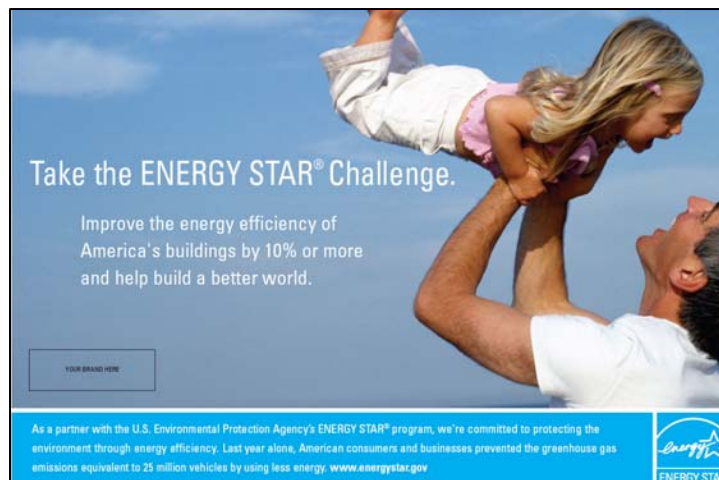 Take the ENERGY STAR® Challenge.
Improve the energy efficiency of
America's buildings by 10% or more
and help build a better world.
YOUR BRAND HERE
As a partner with the U.S. Environmental Protection Agency's ENERGY STAR® program, we're committed to protecting the
environment through energy efficiency. Last year alone, American consumers and businesses prevented the greenhouse gas
emissions equivalent to 25 million vehicles by using less energy. www.energystar.gov
energy
ENERGY STAR